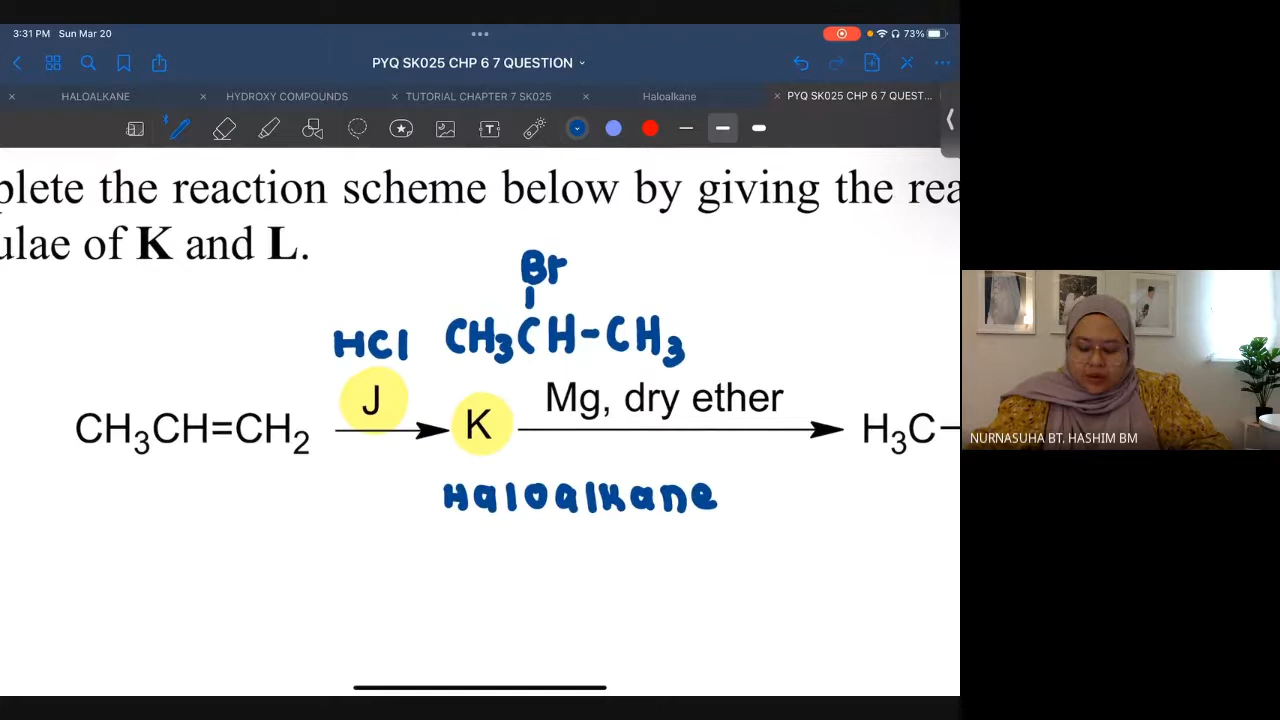 3:31 PM Sun Mar 20
73%
PYQ SK025 CHP 6 7 QUESTION
HALOALKANE
HYDROXY COMPOUNDS
TUTORIAL CHAPTER 7 SK025
Haloalkane
PYQ SK025 CHP 6 7 QUEST...
plete the reaction scheme below by giving the rea
ulae of K and L.
Br
HCl CH3CH-CH3
J
CH3CH=CH2 K Mg, dry ether H3C
Haloalkane
NURNASUHA BT. HASHIM BM